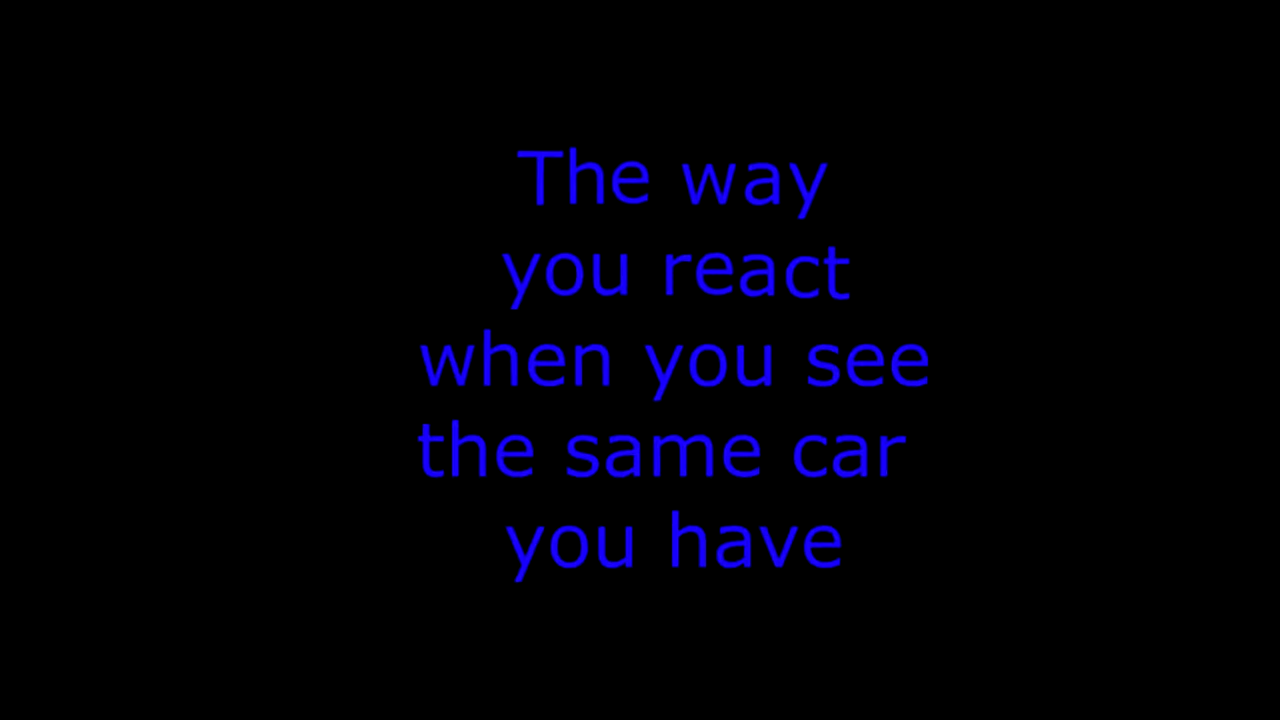 The way
you react
when you see
the same car
you have